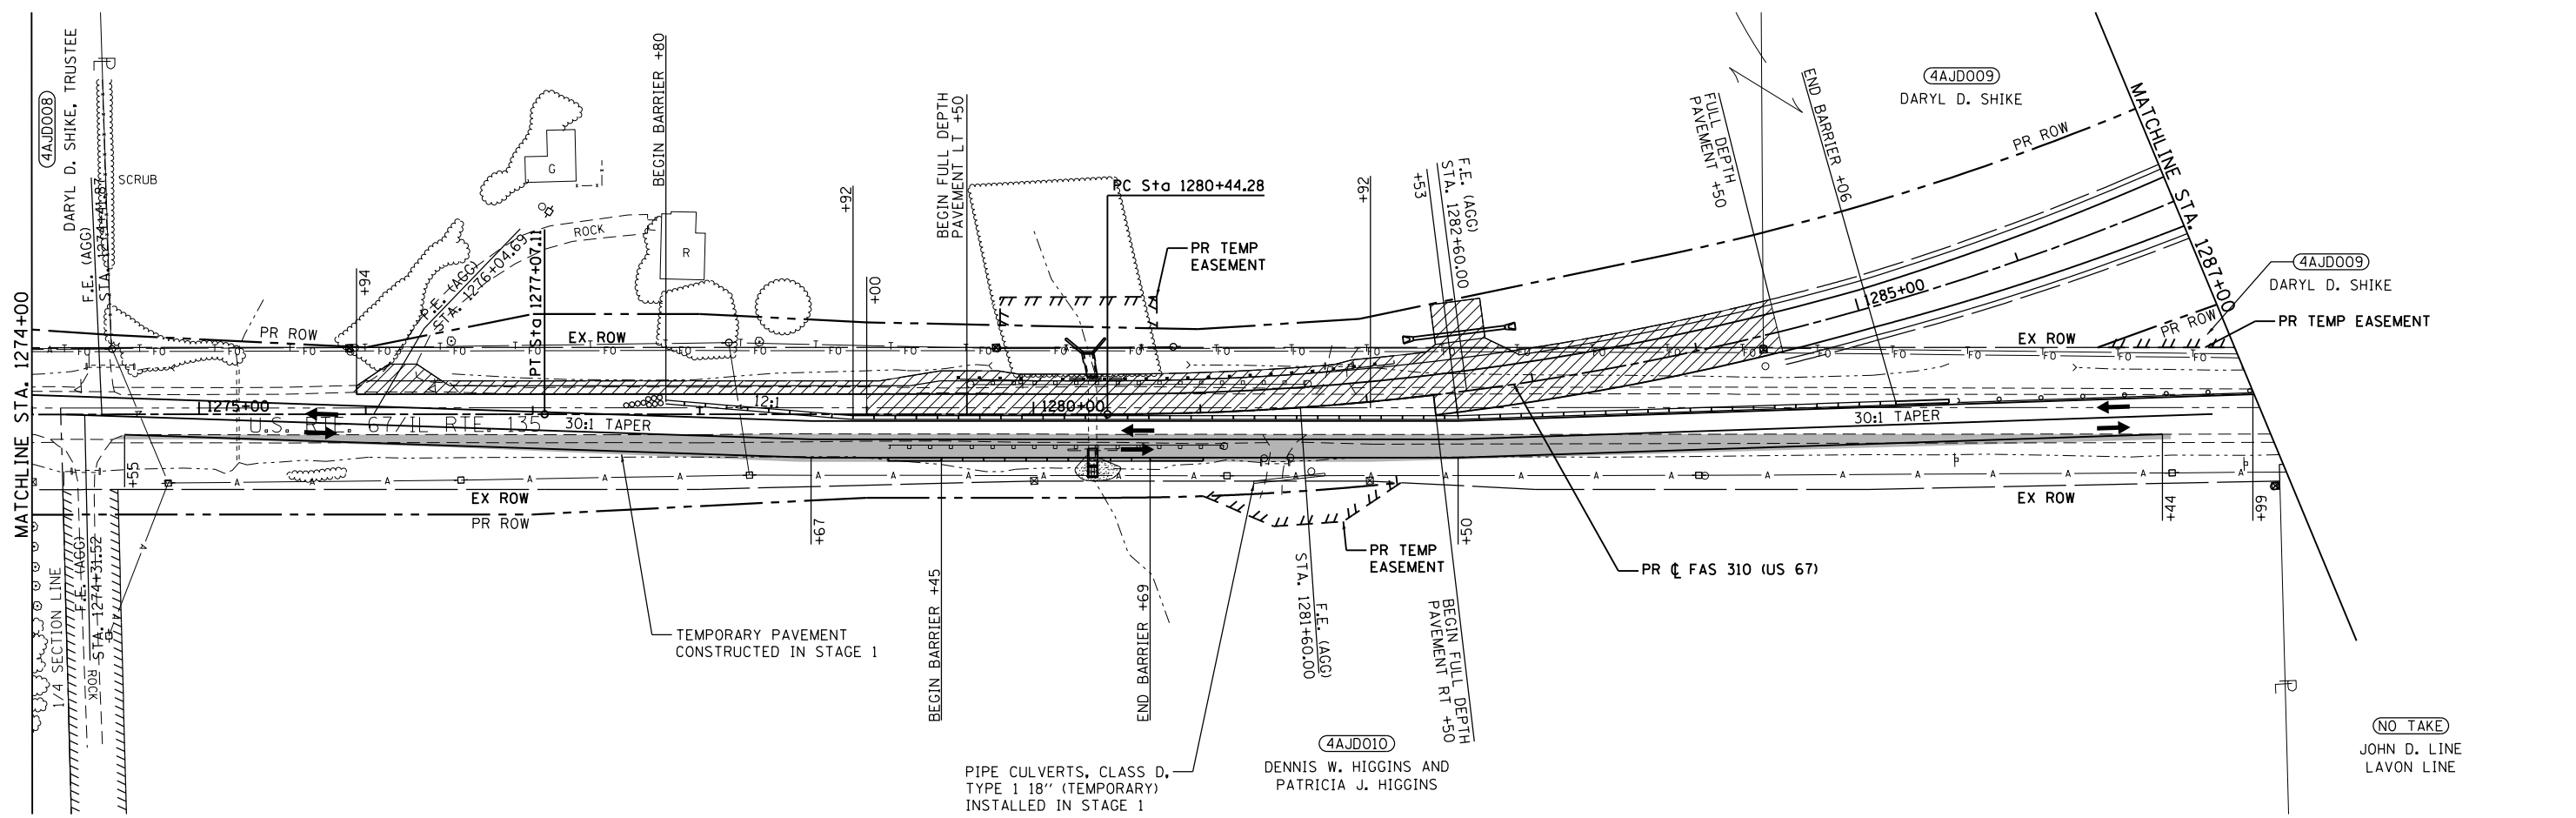 MATCHLINE STA. 1274+00
4AJD008
DARYL D. SHIKE, TRUSTEE
F.E. (AGG)
STA. 1274+41.87
SCRUB
PR ROW
+94
F.E. (AGG)
STA. 1276+04.69
G
ROCK
PT Sta 1277+07.11
EX ROW
BEGIN BARRIER +80
R
+92
+00
BEGIN FULL DEPTH
PAVEMENT LT +50
PC Sta 1280+44.28
PR TEMP
EASEMENT
+92
+53
F.E. (AGG)
STA. 1282+60.00
FULL DEPTH
PAVEMENT +50
END BARRIER +06
4AJD009
DARYL D. SHIKE
PR ROW
MATCHLINE STA. 1287+00
4AJD009
DARYL D. SHIKE
PR ROW
PR TEMP EASEMENT
EX ROW
1275+00
U.S. RTE. 67/IL RTE. 135
30:1 TAPER
12:1
1280+00
1285+00
30:1 TAPER
+55
EX ROW
PR ROW
+67
+50
EX ROW
+44
+99
1/4 SECTION LINE
F.E. (AGG)
STA. 1274+31.52
ROCK
TEMPORARY PAVEMENT
CONSTRUCTED IN STAGE 1
BEGIN BARRIER +45
END BARRIER +69
PR TEMP
EASEMENT
F.E. (AGG)
STA. 1281+60.00
BEGIN FULL DEPTH
PAVEMENT RT +50
PR ℄ FAS 310 (US 67)
PIPE CULVERTS, CLASS D,
TYPE 1 18" (TEMPORARY)
INSTALLED IN STAGE 1
4AJD010
DENNIS W. HIGGINS AND
PATRICIA J. HIGGINS
NO TAKE
JOHN D. LINE
LAVON LINE